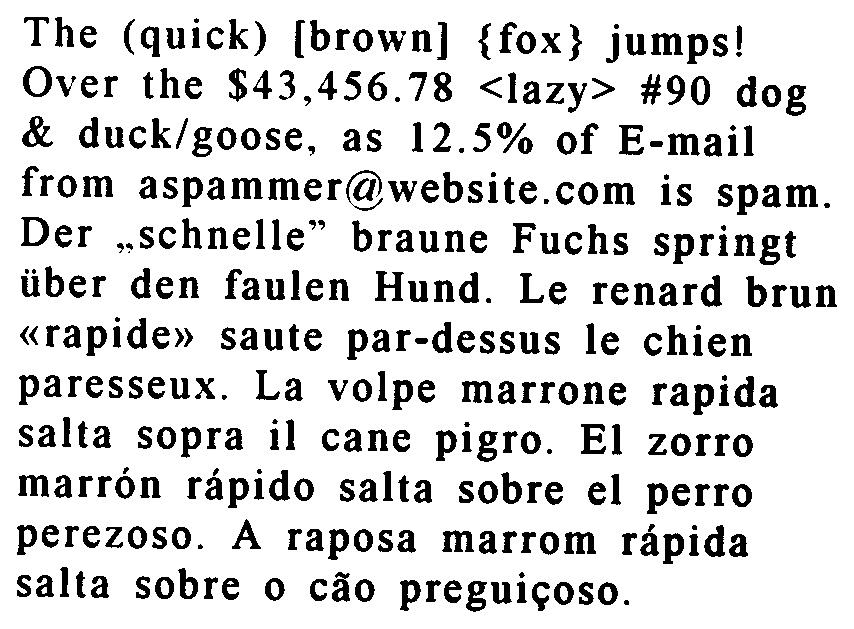 The (quick) [brown] {fox} jumps!
Over the $43,456.78 <lazy> #90 dog
& duck/goose, as 12.5% of E-mail
from aspammer@website.com is spam.
Der „schnelle” braune Fuchs springt
über den faulen Hund. Le renard brun
«rapide» saute par-dessus le chien
paresseux. La volpe marrone rapida
salta sopra il cane pigro. El zorro
marrón rápido salta sobre el perro
perezoso. A raposa marrom rápida
salta sobre o cão preguiçoso.